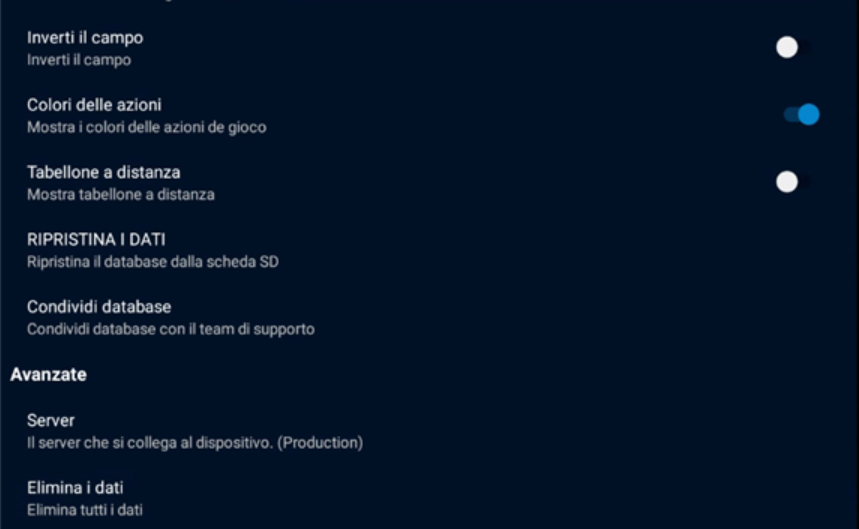 Inverti il campo
Inverti il campo
Colori delle azioni
Mostra i colori delle azioni de gioco
Tabellone a distanza
Mostra tabellone a distanza
RIPRISTINA I DATI
Ripristina il database dalla scheda SD
Condividi database
Condividi database con il team di supporto
Avanzate
Server
Il server che si collega al dispositivo. (Production)
Elimina i dati
Elimina tutti i dati